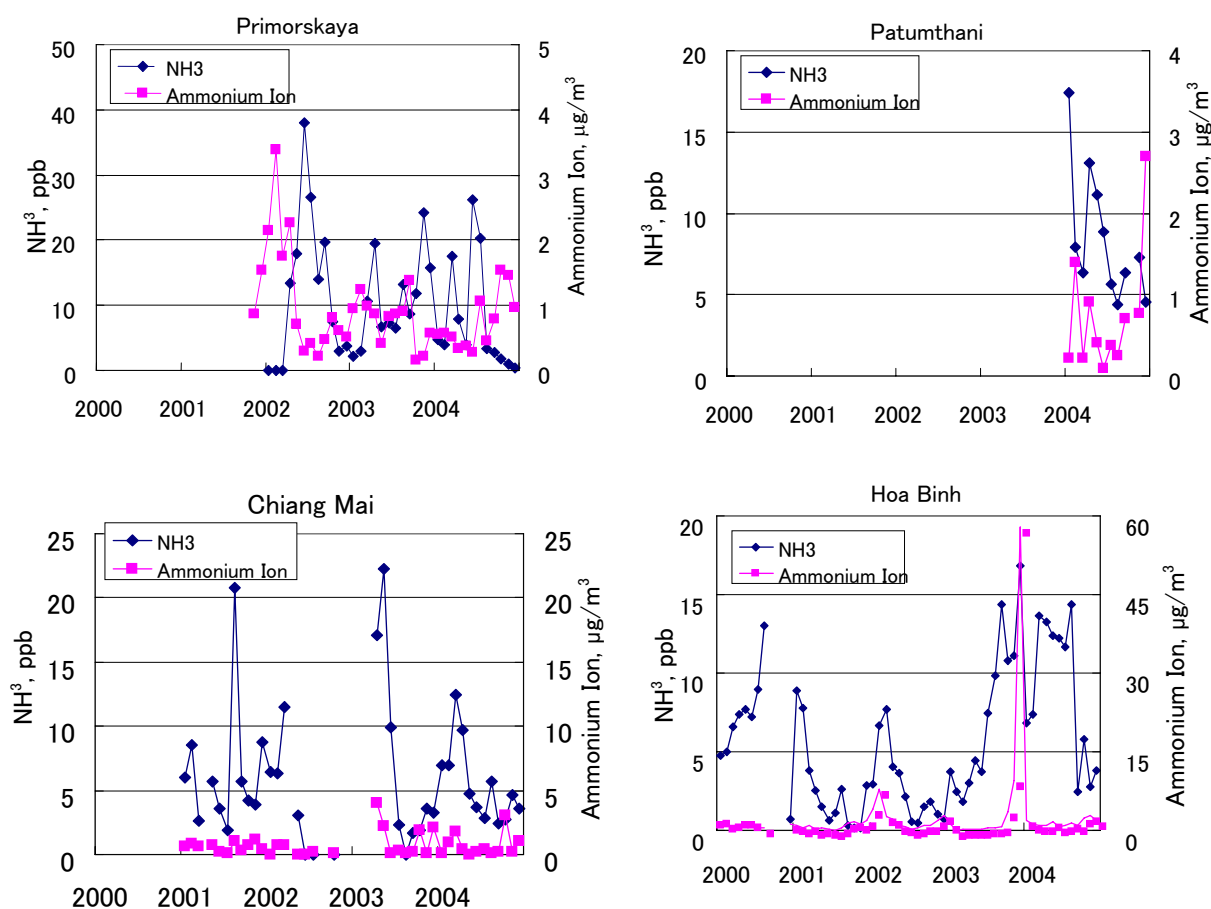 Primorskaya
50
40
30
20
10
0
NH³, ppb
NH3
Ammonium Ion
5
4
3
2
1
0
Ammonium Ion, µg/m³
2000 2001 2002 2003 2004
Patumthani
20
15
10
5
0
NH³, ppb
NH3
Ammonium Ion
4
3
2
1
0
Ammonium Ion, µg/m³
2000 2001 2002 2003 2004
Chiang Mai
25
20
15
10
5
0
NH³, ppb
NH3
Ammonium Ion
25
20
15
10
5
0
Ammonium Ion, µg/m³
2000 2001 2002 2003 2004
Hoa Binh
20
15
10
5
0
NH³, ppb
NH3
Ammonium Ion
60
45
30
15
0
Ammonium Ion, µg/m³
2000 2001 2002 2003 2004